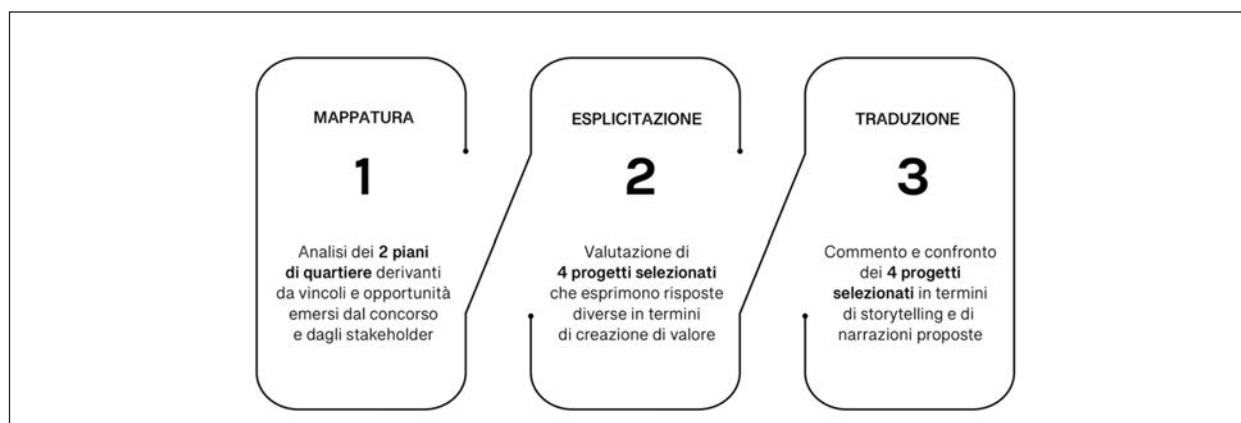 MAPPATURA
1
Analisi dei 2 piani
di quartiere derivanti
da vincoli e opportunità
emersi dal concorso
e dagli stakeholder
ESPLICITAZIONE
2
Valutazione di
4 progetti selezionati
che esprimono risposte
diverse in termini
di creazione di valore
TRADUZIONE
3
Commento e confronto
dei 4 progetti
selezionati in termini
di storytelling e di
narrazioni proposte